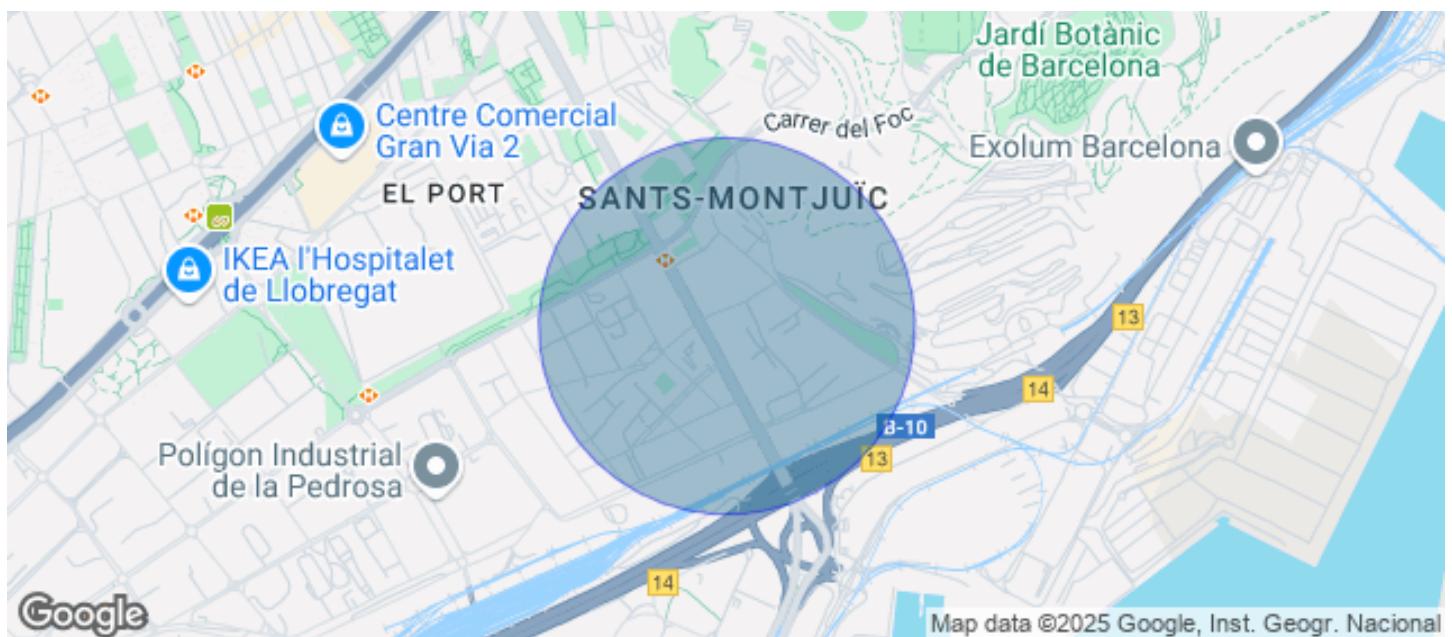 Jardí Botànic
de Barcelona
Carrer del Foc
Centre Comercial
Gran Via 2
Exolum Barcelona
EL PORT
SANTS-MONTJUÏC
IKEA l'Hospitalet
de Llobregat
13
14
B-10
13
Polígon Industrial
de la Pedrosa
14
Google
Map data ©2025 Google, Inst. Geogr. Nacional